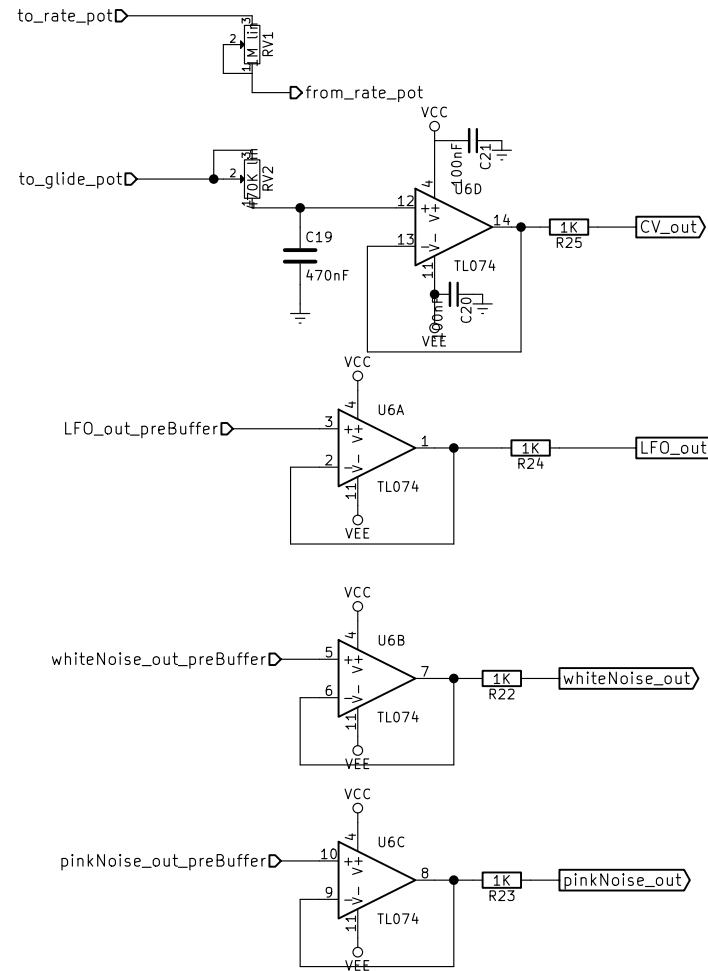 to_rate_pot
3
2
1
1M lin
RV1
from_rate_pot
VCC
100nF
C21
to_glide_pot
3
2
RV2
C19
470nF
12
13
4
11
V+
V-
U6D
14
TL074
1K
R25
CV_out
100nF
C20
VEE
VCC
4
U6A
LFO_out_preBuffer
3
2
V+
V-
1
TL074
11
1K
R24
LFO_out
VEE
VCC
4
U6B
whiteNoise_out_preBuffer
5
6
V+
V-
7
TL074
11
1K
R22
whiteNoise_out
VEE
VCC
4
U6C
pinkNoise_out_preBuffer
10
9
V+
V-
8
TL074
11
1K
R23
pinkNoise_out
VEE